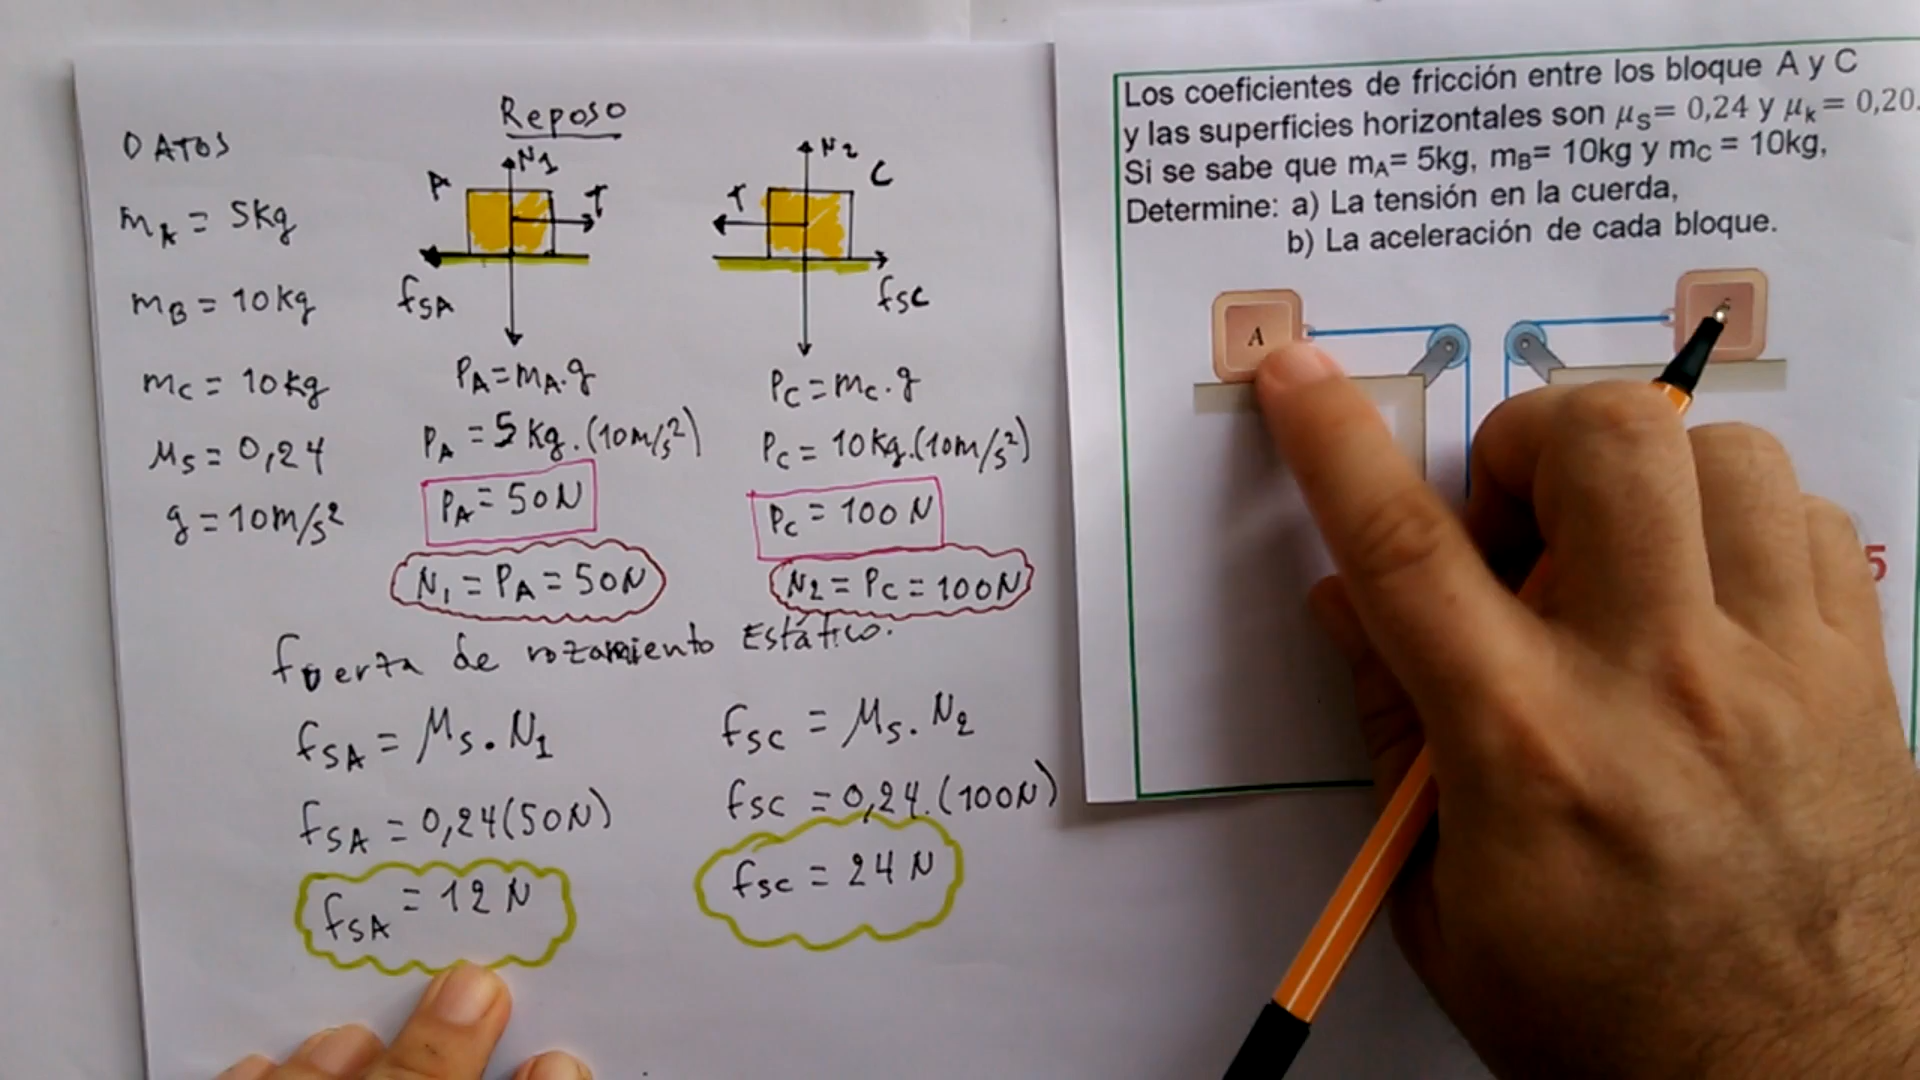 DATOS
mA = 5kg
mB = 10kg
mC = 10kg
μs = 0,24
g = 10m/s²
Reposo
A
N1
T
fSA
PA = mA.g
PA = 5kg.(10m/s²)
PA = 50N
N1 = PA = 50N
N2
C
T
fSC
PC = mC.g
PC = 10kg.(10m/s²)
PC = 100N
N2 = PC = 100N
fuerza de rozamiento Estático.
fSA = μs.N1
fSA = 0,24(50N)
fSA = 12N
fSC = μs.N2
fSC = 0,24.(100N)
fSC = 24N
Los coeficientes de fricción entre los bloque A y C
y las superficies horizontales son μs= 0,24 y μk= 0,20.
Si se sabe que mA= 5kg, mB= 10kg y mC = 10kg,
Determine: a) La tensión en la cuerda,
b) La aceleración de cada bloque.
A
5